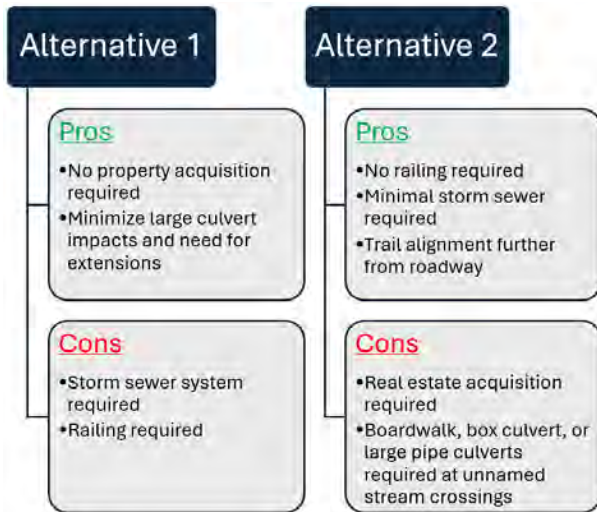 Alternative 1
Pros
•No property acquisition
required
•Minimize large culvert
impacts and need for
extensions
Cons
•Storm sewer system
required
•Railing required
Alternative 2
Pros
•No railing required
•Minimal storm sewer
required
•Trail alignment further
from roadway
Cons
•Real estate acquisition
required
•Boardwalk, box culvert, or
large pipe culverts
required at unnamed
stream crossings